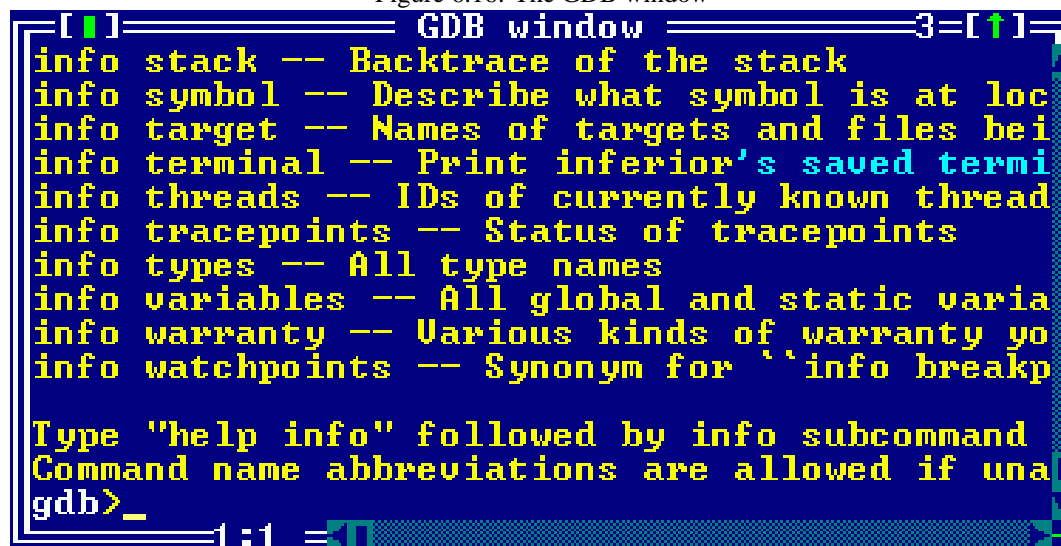 Figure 6.16: The GDB window
=[▮]= GDB window =3=[↑]=
info stack -- Backtrace of the stack
info symbol -- Describe what symbol is at loc
info target -- Names of targets and files bei
info terminal -- Print inferior's saved termi
info threads -- IDs of currently known thread
info tracepoints -- Status of tracepoints
info types -- All type names
info variables -- All global and static varia
info warranty -- Various kinds of warranty yo
info watchpoints -- Synonym for ``info breakp
Type "help info" followed by info subcommand
Command name abbreviations are allowed if una
gdb>_
1:1